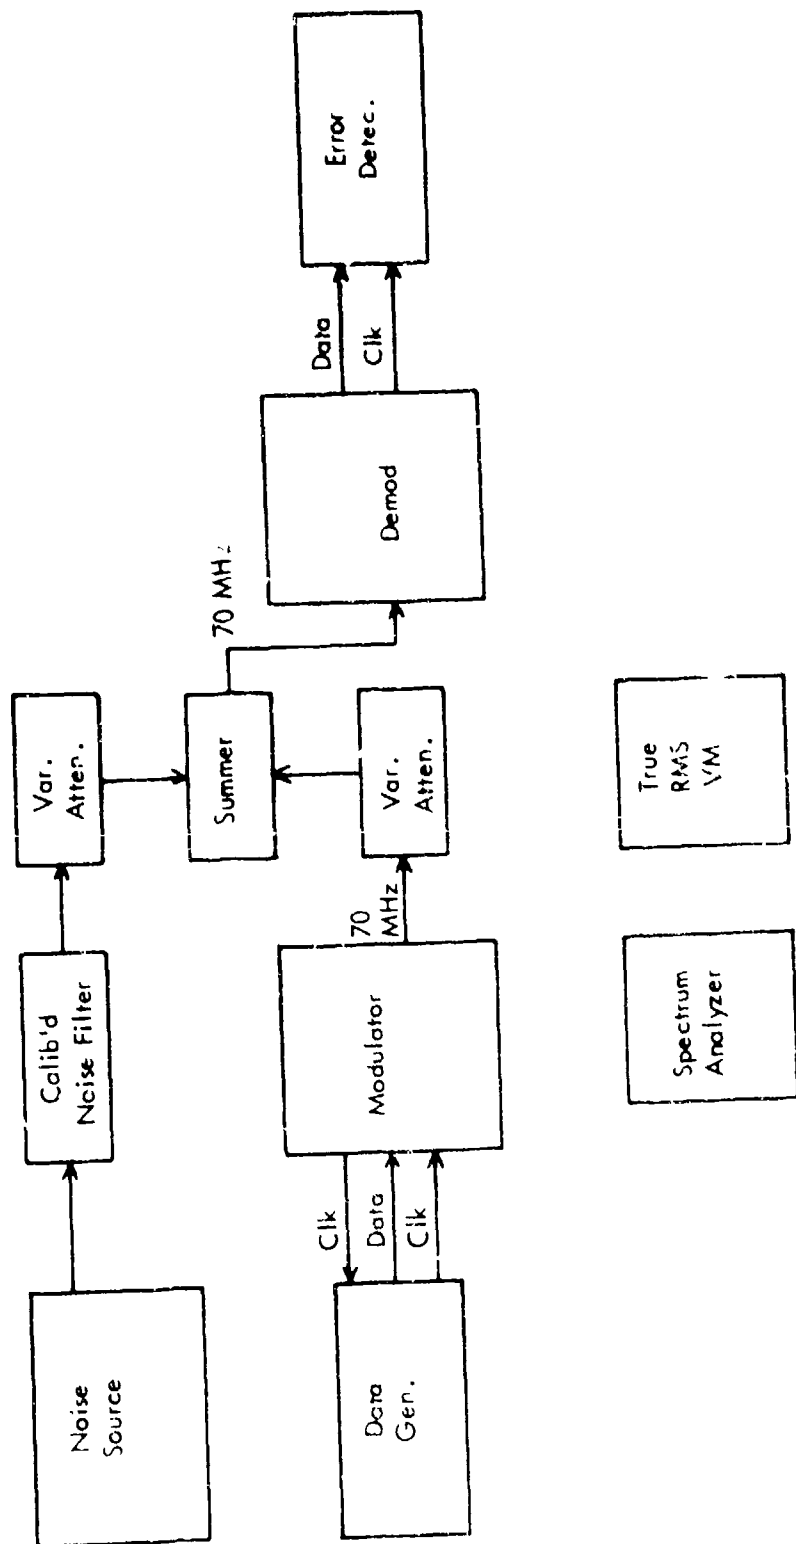 Noise
Source
Calib'd
Noise Filter
Var.
Atten.
Summer
70 MHz
Data
Gen.
Clk
Data
Clk
Modulator
70
MHz
Var.
Atten.
Demod
Data
Clk
Error
Detec.
Spectrum
Analyzer
True
RMS
VM